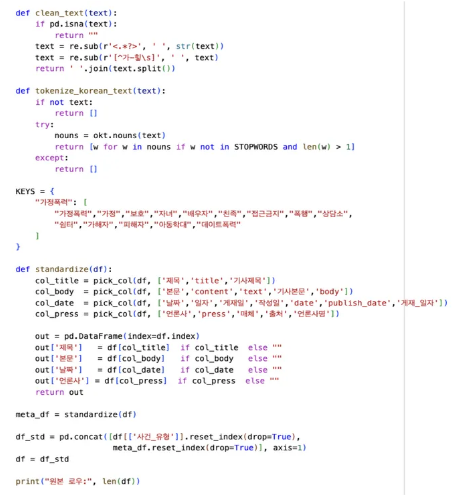 def clean_text(text):
    if pd.isna(text):
        return ""
    text = re.sub(r'<.*?>', ' ', str(text))
    text = re.sub(r'[^가-힣\s]', ' ', text)
    return ' '.join(text.split())

def tokenize_korean_text(text):
    if not text:
        return []
    try:
        nouns = okt.nouns(text)
        return [w for w in nouns if w not in STOPWORDS and len(w) > 1]
    except:
        return []

KEYS = {
    "가정폭력": [
        "가정폭력","가정","보호","자녀","배우자","친족","접근금지","폭행","상담소",
        "쉼터","가해자","피해자","아동학대","데이트폭력"
    ]
}

def standardize(df):
    col_title = pick_col(df, ['제목','title','기사제목'])
    col_body  = pick_col(df, ['본문','content','text','기사본문','body'])
    col_date  = pick_col(df, ['날짜','일자','게재일','작성일','date','publish_date','게재_일자'])
    col_press = pick_col(df, ['언론사','press','매체','출처','언론사명'])

    out = pd.DataFrame(index=df.index)
    out['제목']   = df[col_title]  if col_title  else ""
    out['본문']   = df[col_body]   if col_body   else ""
    out['날짜']   = df[col_date]   if col_date   else ""
    out['언론사'] = df[col_press]  if col_press  else ""
    return out

meta_df = standardize(df)

df_std = pd.concat([df[['사건_유형']].reset_index(drop=True),
                    meta_df.reset_index(drop=True)], axis=1)
df = df_std

print("원본 로우:", len(df))